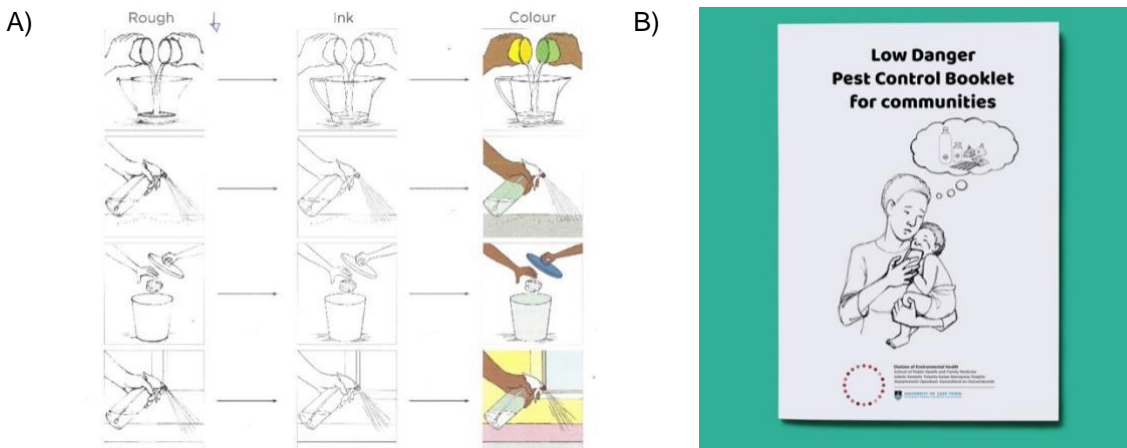 A)
Rough
Ink
Colour
B)
Low Danger
Pest Control Booklet
for communities
Division of Environmental Health
School of Public Health and Family Medicine
UNIVERSITY OF CAPE TOWN